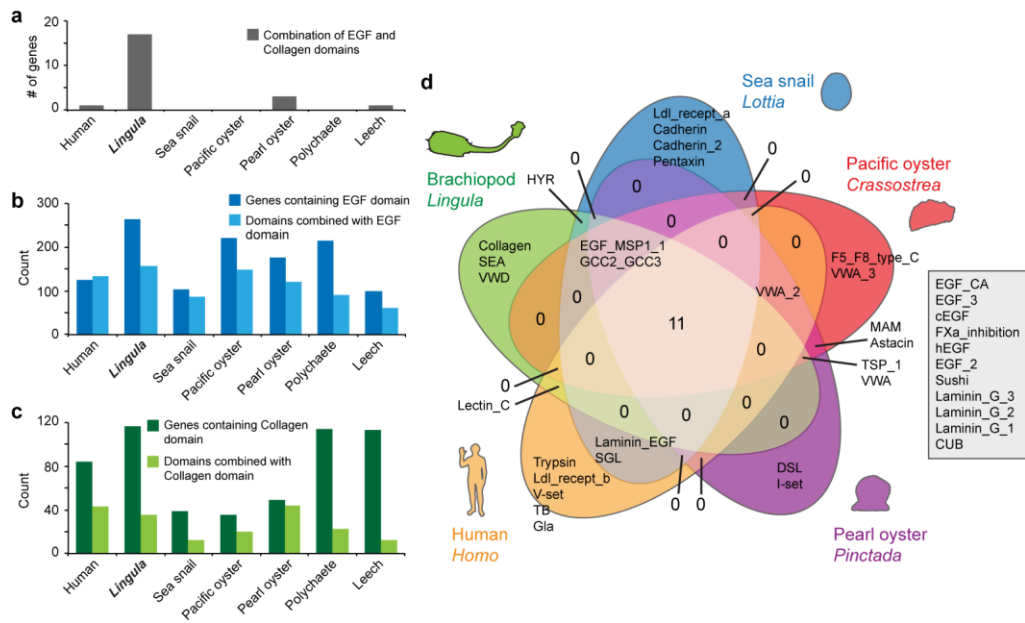 a
20
10
0
# of genes
Combination of EGF and
Collagen domains
Human
Lingula
Sea snail
Pacific oyster
Pearl oyster
Polychaete
Leech
b
300
200
100
0
Count
Genes containing EGF domain
Domains combined with EGF
domain
Human
Lingula
Sea snail
Pacific oyster
Pearl oyster
Polychaete
Leech
c
120
80
40
0
Count
Genes containing Collagen
domain
Domains combined with
Collagen domain
Human
Lingula
Sea snail
Pacific oyster
Pearl oyster
Polychaete
Leech
d
Sea snail
Lottia
Brachiopod
Lingula
Pacific oyster
Crassostrea
Human
Homo
Pearl oyster
Pinctada
Ldl_recept_a
Cadherin
Cadherin_2
Pentaxin
0
HYR
0
0
0
0
0
0
Collagen
SEA
VWD
EGF_MSP1_1
GCC2_GCC3
F5_F8_type_C
VWA_3
VWA_2
0
0
11
MAM
Astacin
TSP_1
VWA
0
0
0
Lectin_C
0
0
0
0
Laminin_EGF
SGL
Trypsin
Ldl_recept_b
V-set
TB
Gla
DSL
I-set
0
0
EGF_CA
EGF_3
cEGF
FXa_inhibition
hEGF
EGF_2
Sushi
Laminin_G_3
Laminin_G_2
Laminin_G_1
CUB